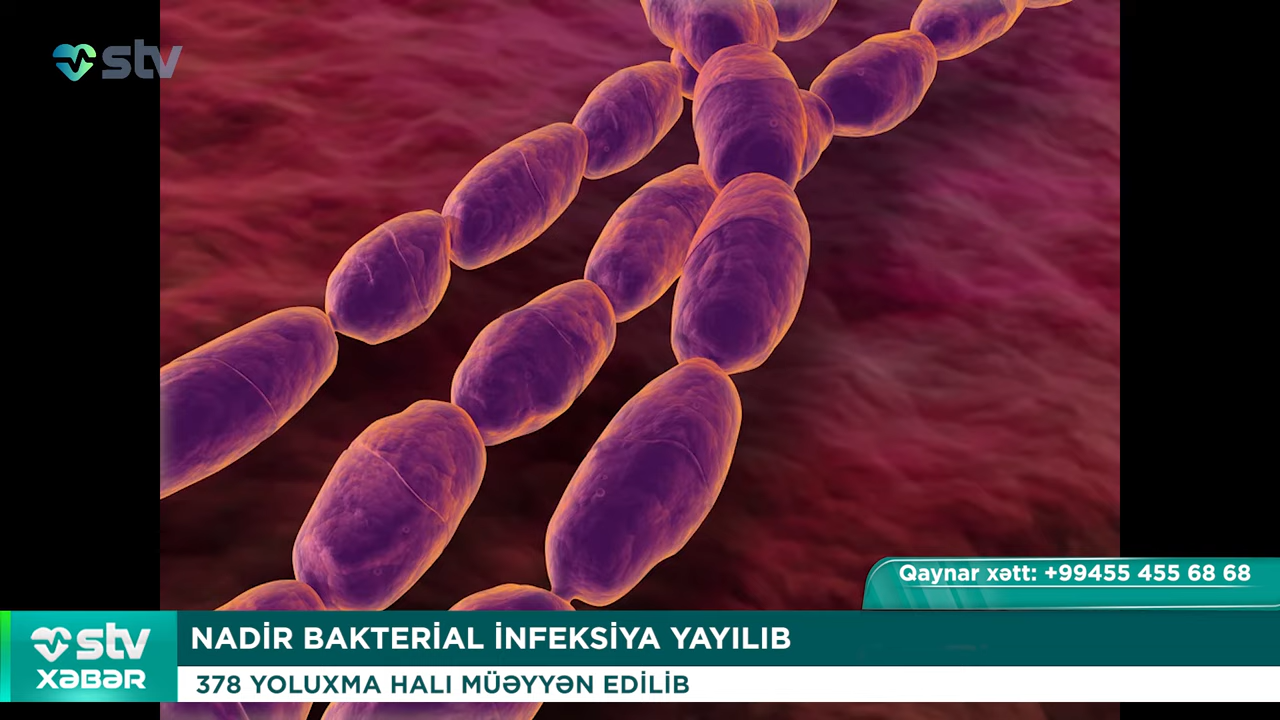 stv
Qaynar xətt: +99455 455 68 68
stv
XƏBƏR
NADİR BAKTERİAL İNFEKSİYA YAYILIB
378 YOLUXMA HALI MÜƏYYƏN EDİLİB